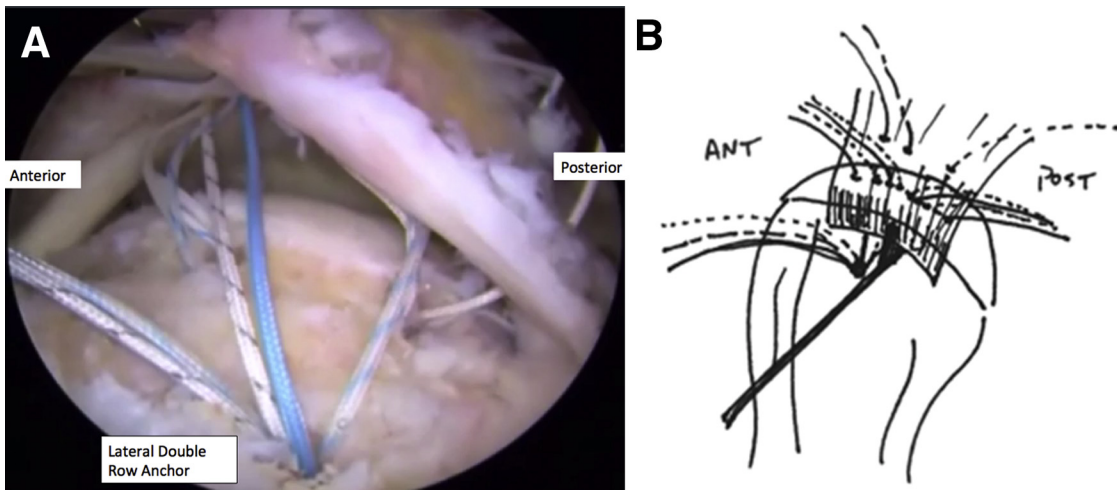 A
Anterior
Posterior
Lateral Double
Row Anchor
B
ANT
POST